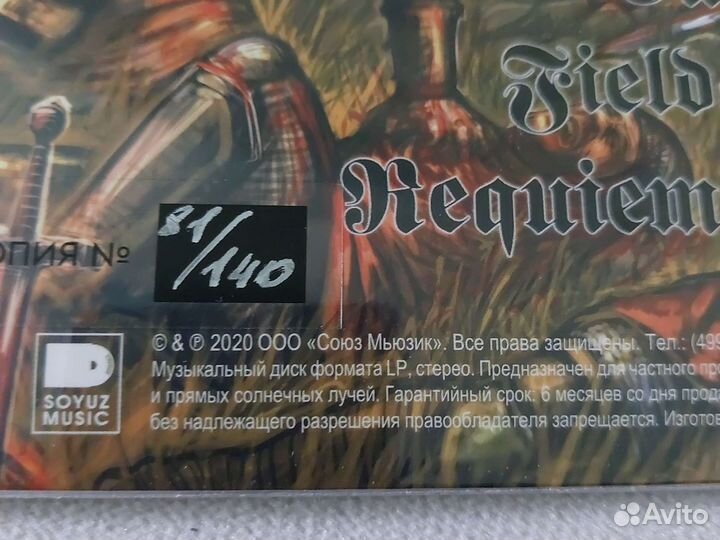 Field
Requiem
ОПИЯ №
81/140
SOYUZ
MUSIC
© & ℗ 2020 ООО «Союз Мьюзик». Все права защищены. Тел.: (499
Музыкальный диск формата LP, стерео. Предназначен для частного про
и прямых солнечных лучей. Гарантийный срок: 6 месяцев со дня прода
без надлежащего разрешения правообладателя запрещается. Изготов
Avito